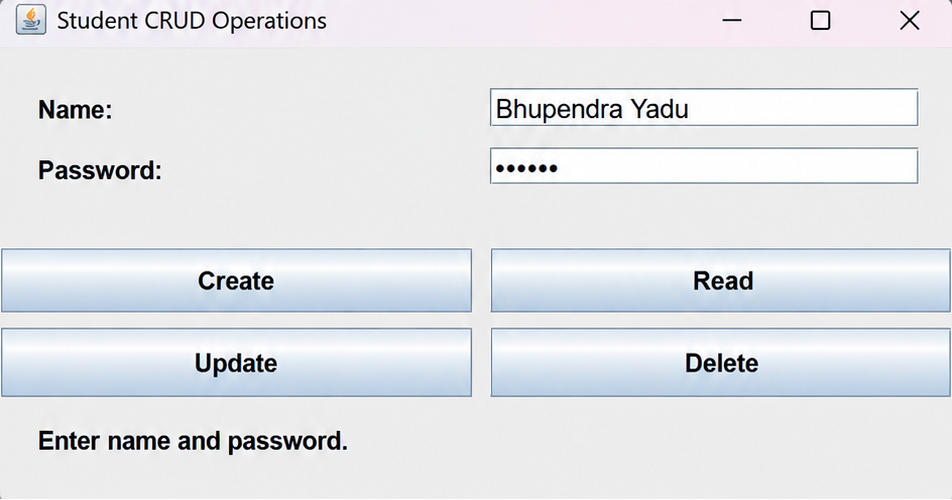 Student CRUD Operations
Name: Bhupendra Yadu
Password: ••••••
Create Read
Update Delete
Enter name and password.